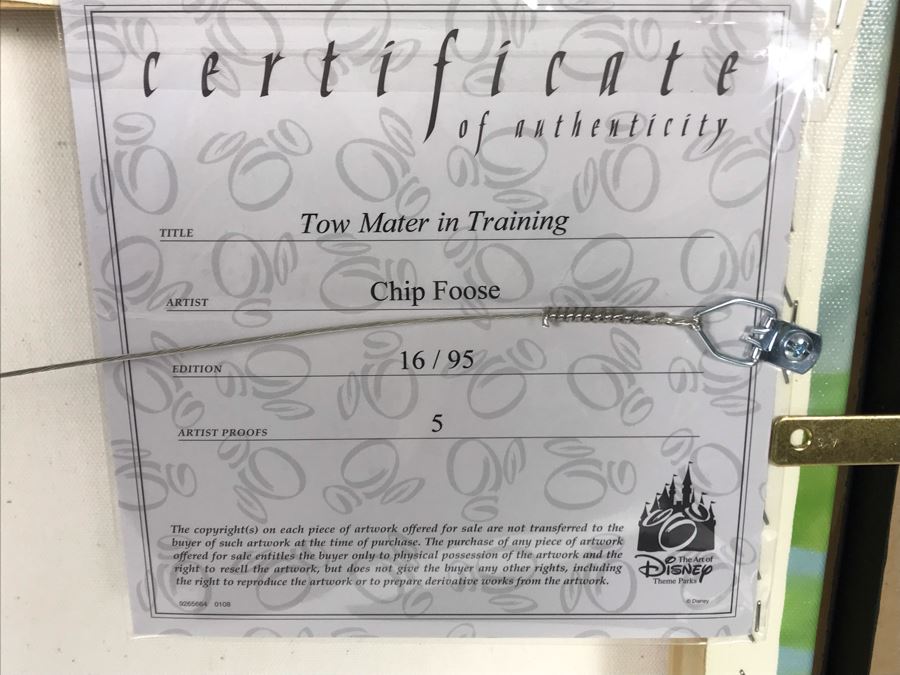 certificate
of authenticity
TITLE Tow Mater in Training
ARTIST Chip Foose
EDITION 16 / 95
ARTIST PROOFS 5
The copyright(s) on each piece of artwork offered for sale are not transferred to the
buyer of such artwork at the time of purchase. The purchase of any piece of artwork
offered for sale entitles the buyer only to physical possession of the artwork and the
right to resell the artwork, but does not give the buyer any other rights, including
the right to reproduce the artwork or to prepare derivative works from the artwork.
The Art of
Disney
Theme Parks
9265664 0108
© Disney